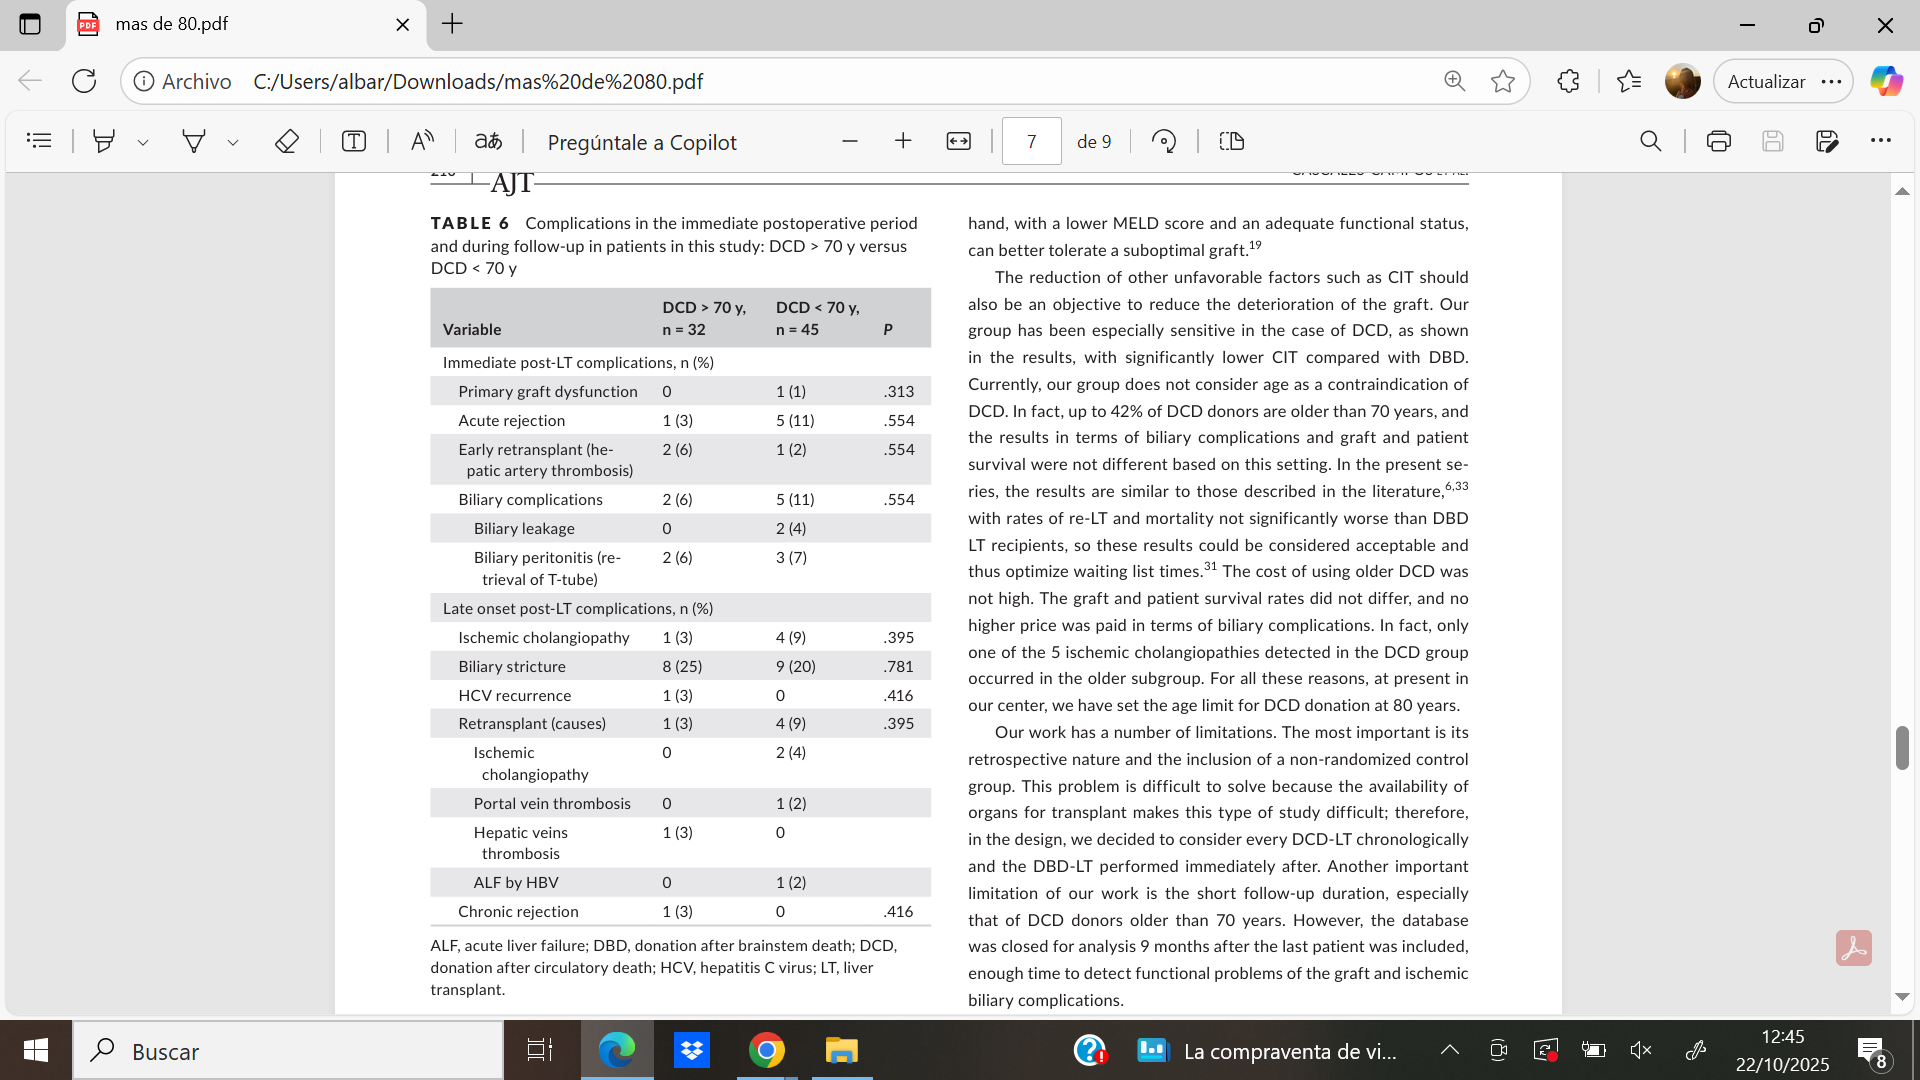 mas de 80.pdf
Archivo C:/Users/albar/Downloads/mas%20de%2080.pdf
Actualizar
Pregúntale a Copilot
7 de 9
AJT
TABLE 6 Complications in the immediate postoperative period
and during follow-up in patients in this study: DCD > 70 y versus
DCD < 70 y
Variable DCD > 70 y, n = 32 DCD < 70 y, n = 45 P
Immediate post-LT complications, n (%)
Primary graft dysfunction 0 1 (1) .313
Acute rejection 1 (3) 5 (11) .554
Early retransplant (he-
patic artery thrombosis) 2 (6) 1 (2) .554
Biliary complications 2 (6) 5 (11) .554
Biliary leakage 0 2 (4)
Biliary peritonitis (re-
trieval of T-tube) 2 (6) 3 (7)
Late onset post-LT complications, n (%)
Ischemic cholangiopathy 1 (3) 4 (9) .395
Biliary stricture 8 (25) 9 (20) .781
HCV recurrence 1 (3) 0 .416
Retransplant (causes) 1 (3) 4 (9) .395
Ischemic
cholangiopathy 0 2 (4)
Portal vein thrombosis 0 1 (2)
Hepatic veins
thrombosis 1 (3) 0
ALF by HBV 0 1 (2)
Chronic rejection 1 (3) 0 .416
ALF, acute liver failure; DBD, donation after brainstem death; DCD,
donation after circulatory death; HCV, hepatitis C virus; LT, liver
transplant.
hand, with a lower MELD score and an adequate functional status,
can better tolerate a suboptimal graft.19
The reduction of other unfavorable factors such as CIT should
also be an objective to reduce the deterioration of the graft. Our
group has been especially sensitive in the case of DCD, as shown
in the results, with significantly lower CIT compared with DBD.
Currently, our group does not consider age as a contraindication of
DCD. In fact, up to 42% of DCD donors are older than 70 years, and
the results in terms of biliary complications and graft and patient
survival were not different based on this setting. In the present se-
ries, the results are similar to those described in the literature,6,33
with rates of re-LT and mortality not significantly worse than DBD
LT recipients, so these results could be considered acceptable and
thus optimize waiting list times.31 The cost of using older DCD was
not high. The graft and patient survival rates did not differ, and no
higher price was paid in terms of biliary complications. In fact, only
one of the 5 ischemic cholangiopathies detected in the DCD group
occurred in the older subgroup. For all these reasons, at present in
our center, we have set the age limit for DCD donation at 80 years.
Our work has a number of limitations. The most important is its
retrospective nature and the inclusion of a non-randomized control
group. This problem is difficult to solve because the availability of
organs for transplant makes this type of study difficult; therefore,
in the design, we decided to consider every DCD-LT chronologically
and the DBD-LT performed immediately after. Another important
limitation of our work is the short follow-up duration, especially
that of DCD donors older than 70 years. However, the database
was closed for analysis 9 months after the last patient was included,
enough time to detect functional problems of the graft and ischemic
biliary complications.
Buscar
La compraventa de vi...
12:45
22/10/2025
8